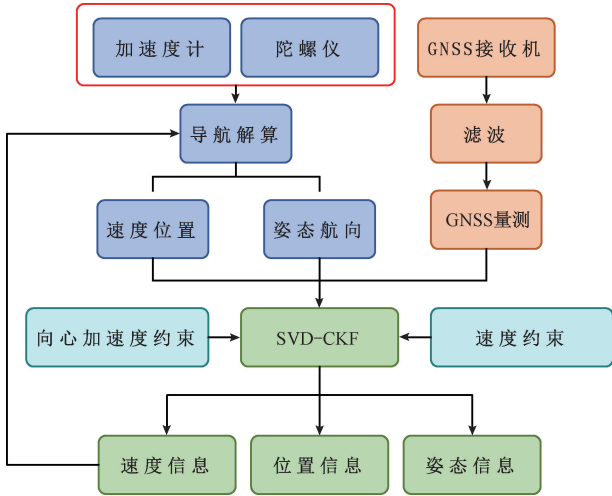 加速度计
陀螺仪
GNSS接收机
导航解算
滤波
速度位置
姿态航向
GNSS量测
向心加速度约束
SVD-CKF
速度约束
速度信息
位置信息
姿态信息